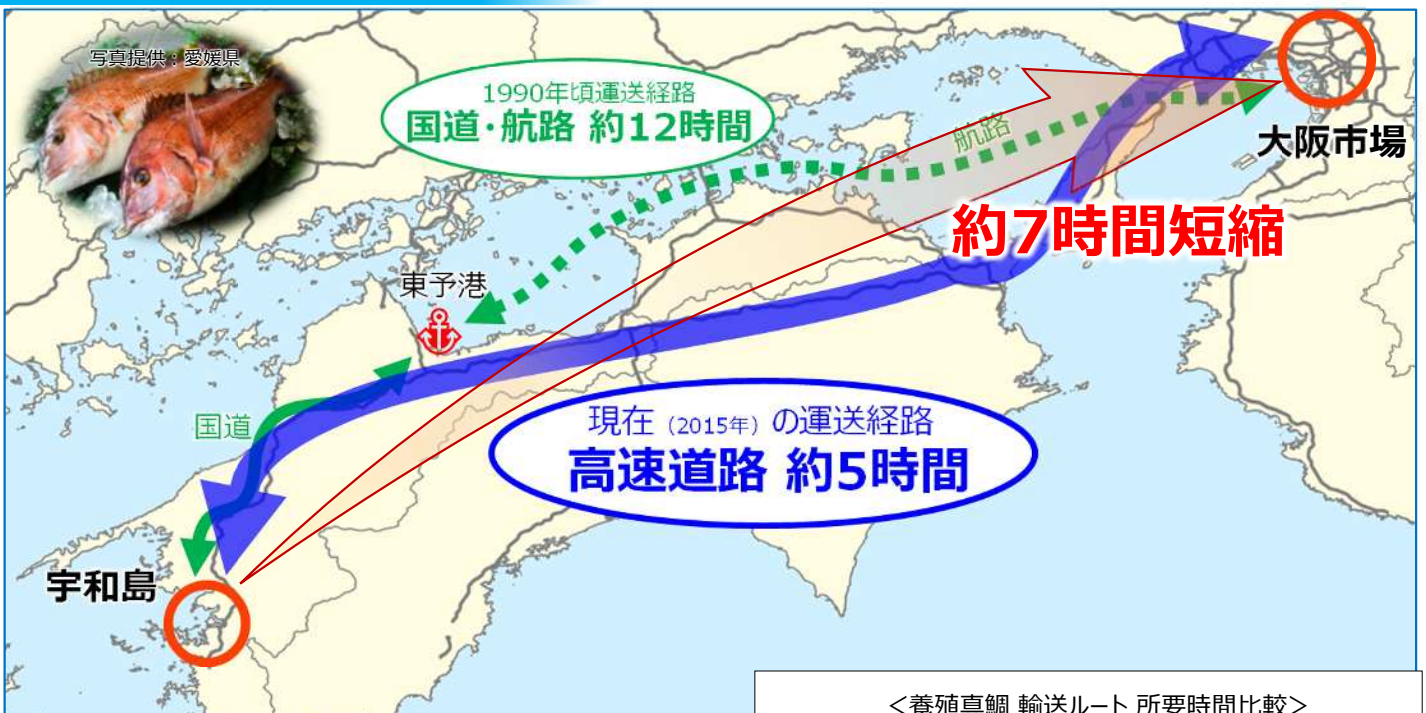 写真提供：愛媛県
1990年頃運送経路
国道・航路 約12時間
航路
大阪市場
約7時間短縮
東予港
国道
現在（2015年）の運送経路
高速道路 約5時間
宇和島
＜養殖真鯛 輸送ルート 所要時間比較＞